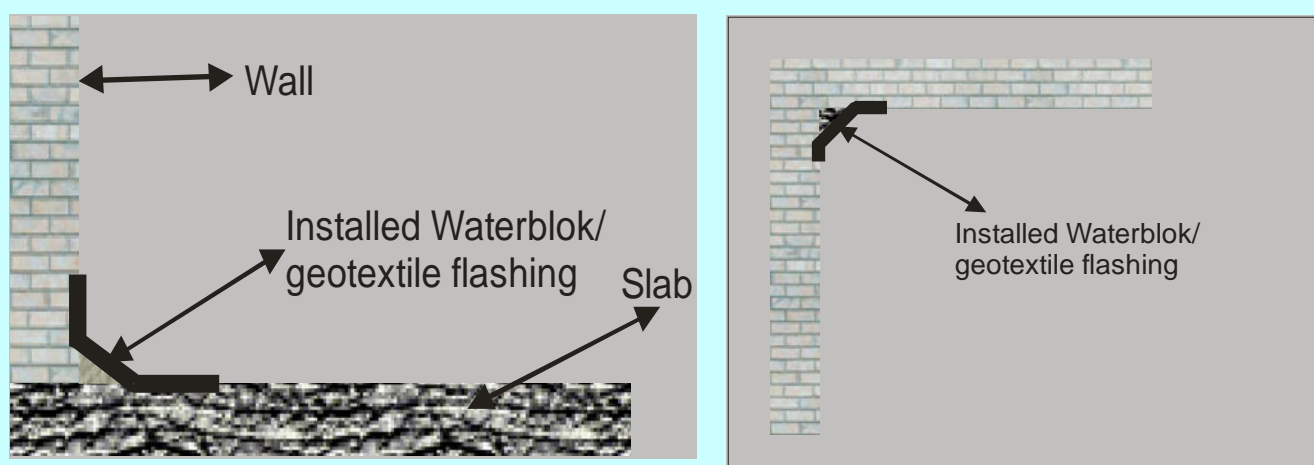 Wall
Installed Waterblok/
geotextile flashing
Slab
Installed Waterblok/
geotextile flashing